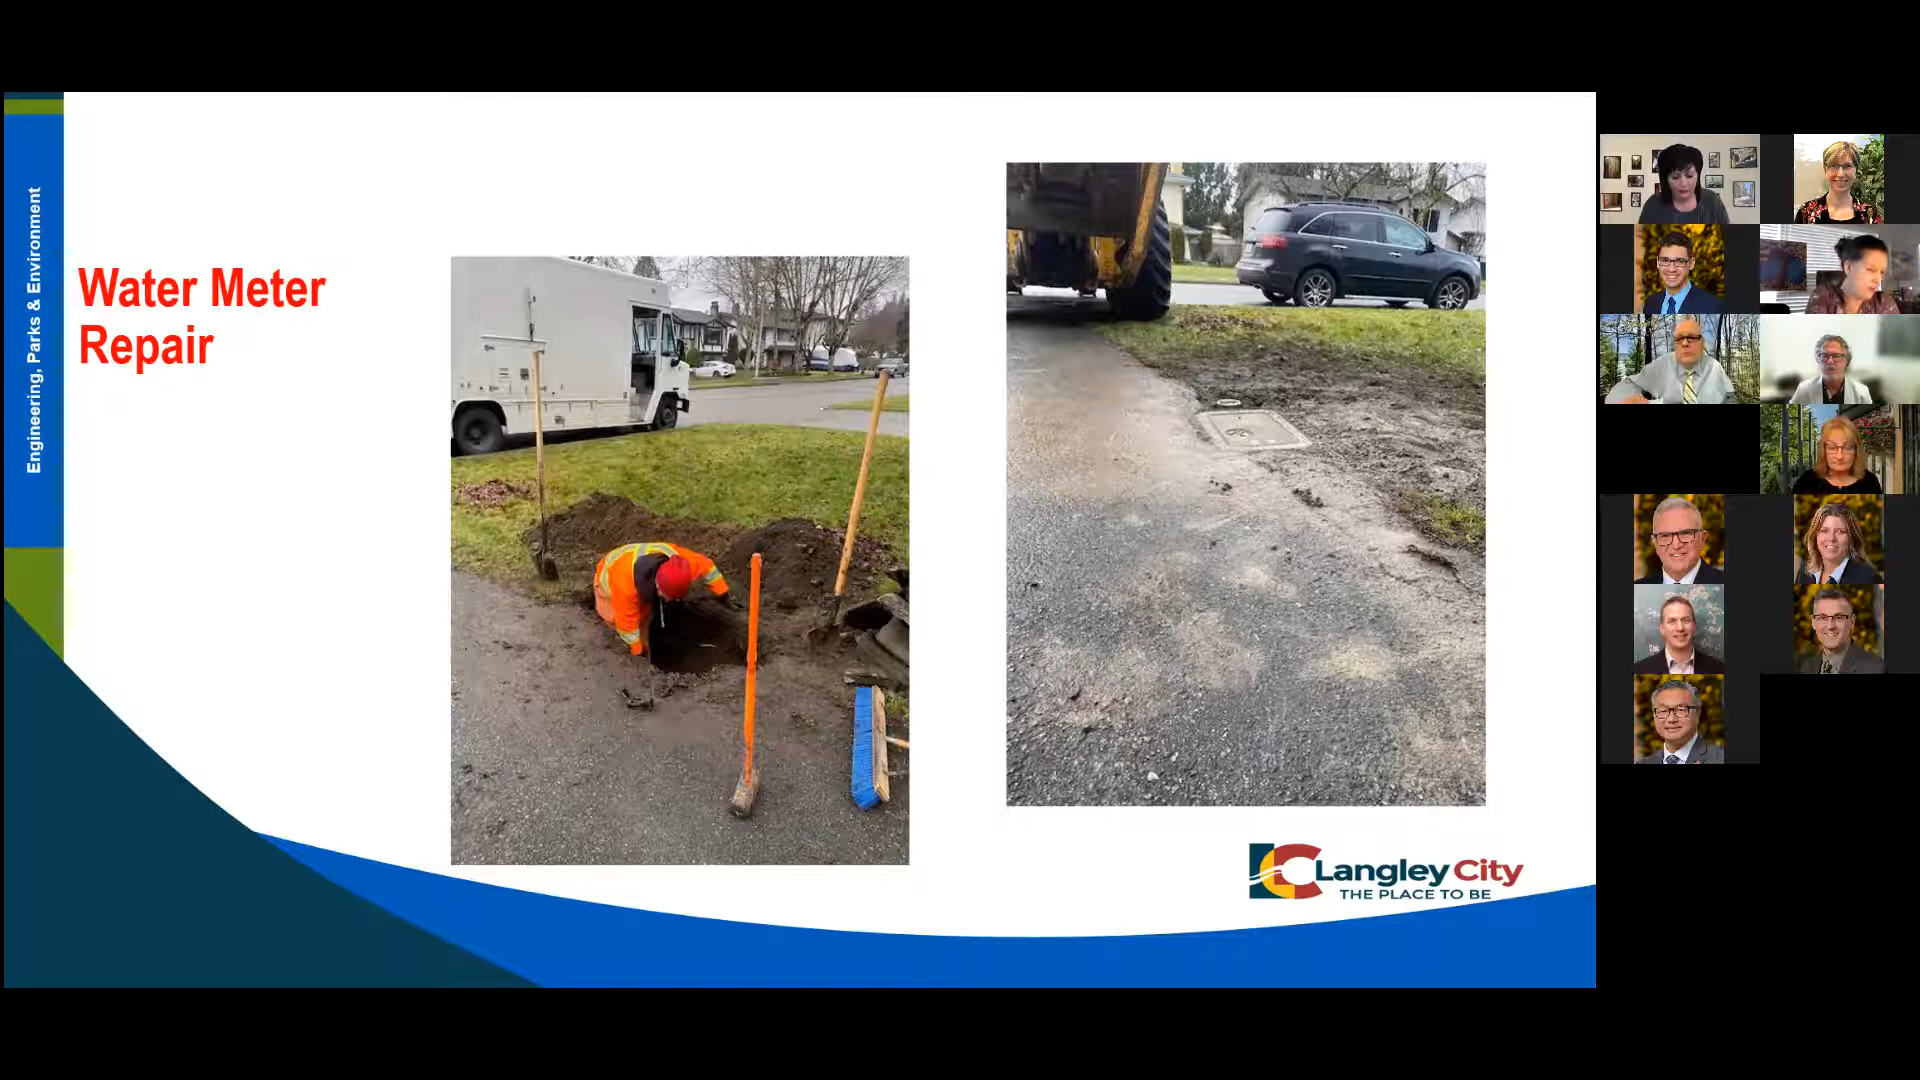 Engineering, Parks & Environment
Water Meter
Repair
Langley City
THE PLACE TO BE